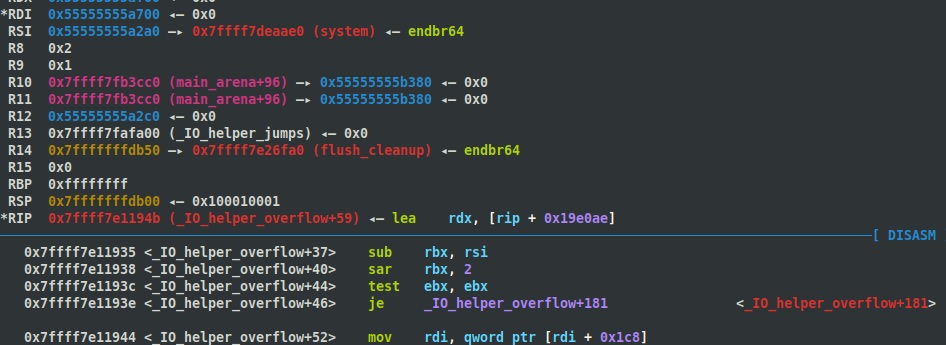 *RDI 0x55555555a700 ◂— 0x0
RSI 0x55555555a2a0 —▸ 0x7ffff7deaae0 (system) ◂— endbr64
R8 0x2
R9 0x1
R10 0x7ffff7fb3cc0 (main_arena+96) —▸ 0x55555555b380 ◂— 0x0
R11 0x7ffff7fb3cc0 (main_arena+96) —▸ 0x55555555b380 ◂— 0x0
R12 0x55555555a2c0 ◂— 0x0
R13 0x7ffff7fafa00 (_IO_helper_jumps) ◂— 0x0
R14 0x7fffffffdb50 —▸ 0x7ffff7e26fa0 (flush_cleanup) ◂— endbr64
R15 0x0
RBP 0xffffffff
RSP 0x7fffffffdb00 ◂— 0x100010001
*RIP 0x7ffff7e1194b (_IO_helper_overflow+59) ◂— lea rdx, [rip + 0x19e0ae]
[ DISASM
0x7ffff7e11935 <_IO_helper_overflow+37> sub rbx, rsi
0x7ffff7e11938 <_IO_helper_overflow+40> sar rbx, 2
0x7ffff7e1193c <_IO_helper_overflow+44> test ebx, ebx
0x7ffff7e1193e <_IO_helper_overflow+46> je _IO_helper_overflow+181 <_IO_helper_overflow+181>
0x7ffff7e11944 <_IO_helper_overflow+52> mov rdi, qword ptr [rdi + 0x1c8]